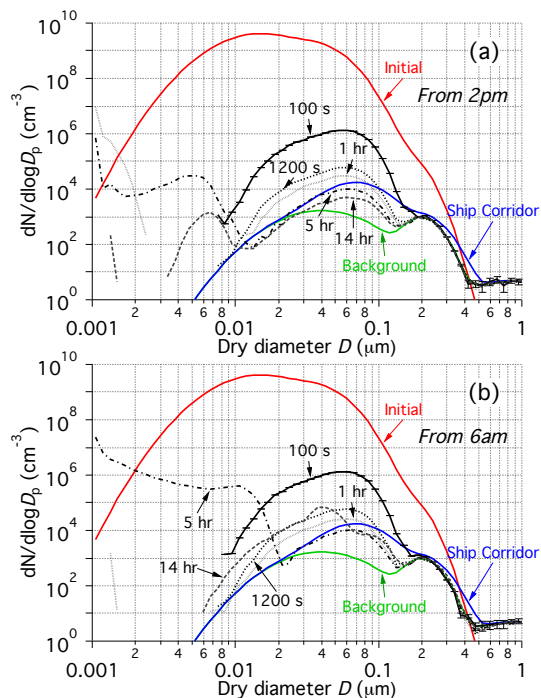 10^10
10^8
10^6
10^4
10^2
10^0
dN/dlogD_p (cm^-3)
(a)
Initial
From 2pm
100 s
1 hr
1200 s
Ship Corridor
5 hr
14 hr
Background
0.001 2 4 6 8 0.01 2 4 6 8 0.1 2 4 6 8 1
Dry diameter D (μm)
10^10
10^8
10^6
10^4
10^2
10^0
dN/dlogD_p (cm^-3)
(b)
Initial
From 6am
100 s
1 hr
5 hr
Ship Corridor
14 hr
1200 s
Background
0.001 2 4 6 8 0.01 2 4 6 8 0.1 2 4 6 8 1
Dry diameter D (μm)